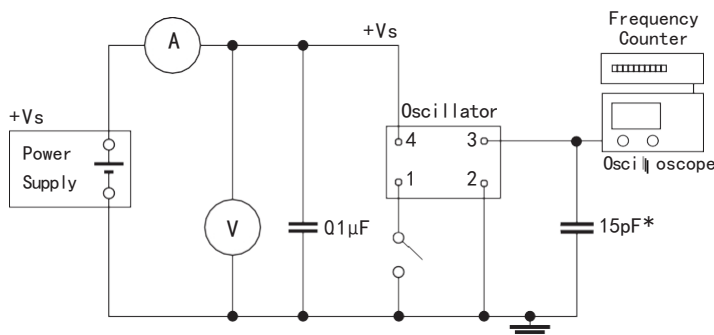 Frequency
Counter
A
+Vs
Oscillator
+Vs
4 3
Power
Supply
1 2
Oscilloscope
V
0.1μF
15pF*